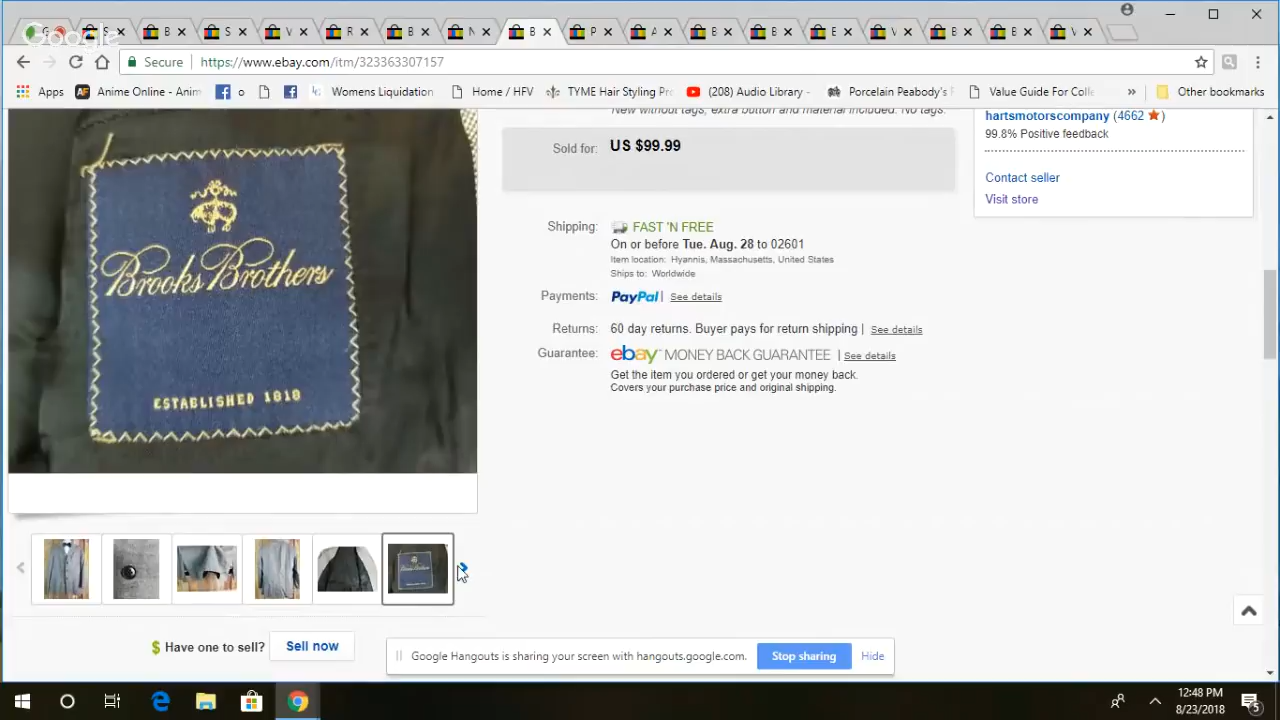 Google
S
B
S
V
R
B
N
B
P
A
B
B
E
V
B
B
V
Secure
https://www.ebay.com/itm/323363307157
Apps
Anime Online - Anim
o
Womens Liquidation
Home / HFV
TYME Hair Styling Pro
(208) Audio Library -
Porcelain Peabody's
Value Guide For Colle
»
Other bookmarks
New without tags, extra button and material included. No tags.
hartsmotorscompany (4662 )
99.8% Positive feedback
Contact seller
Visit store
Sold for: US $99.99
Shipping: FAST 'N FREE
On or before Tue. Aug. 28 to 02601
Item location: Hyannis, Massachusetts, United States
Ships to: Worldwide
Payments: PayPal | See details
Returns: 60 day returns. Buyer pays for return shipping | See details
Guarantee: ebay MONEY BACK GUARANTEE | See details
Get the item you ordered or get your money back.
Covers your purchase price and original shipping.
Brooks Brothers
ESTABLISHED 1818
$ Have one to sell? Sell now
Google Hangouts is sharing your screen with hangouts.google.com. Stop sharing Hide
12:48 PM
8/23/2018
5